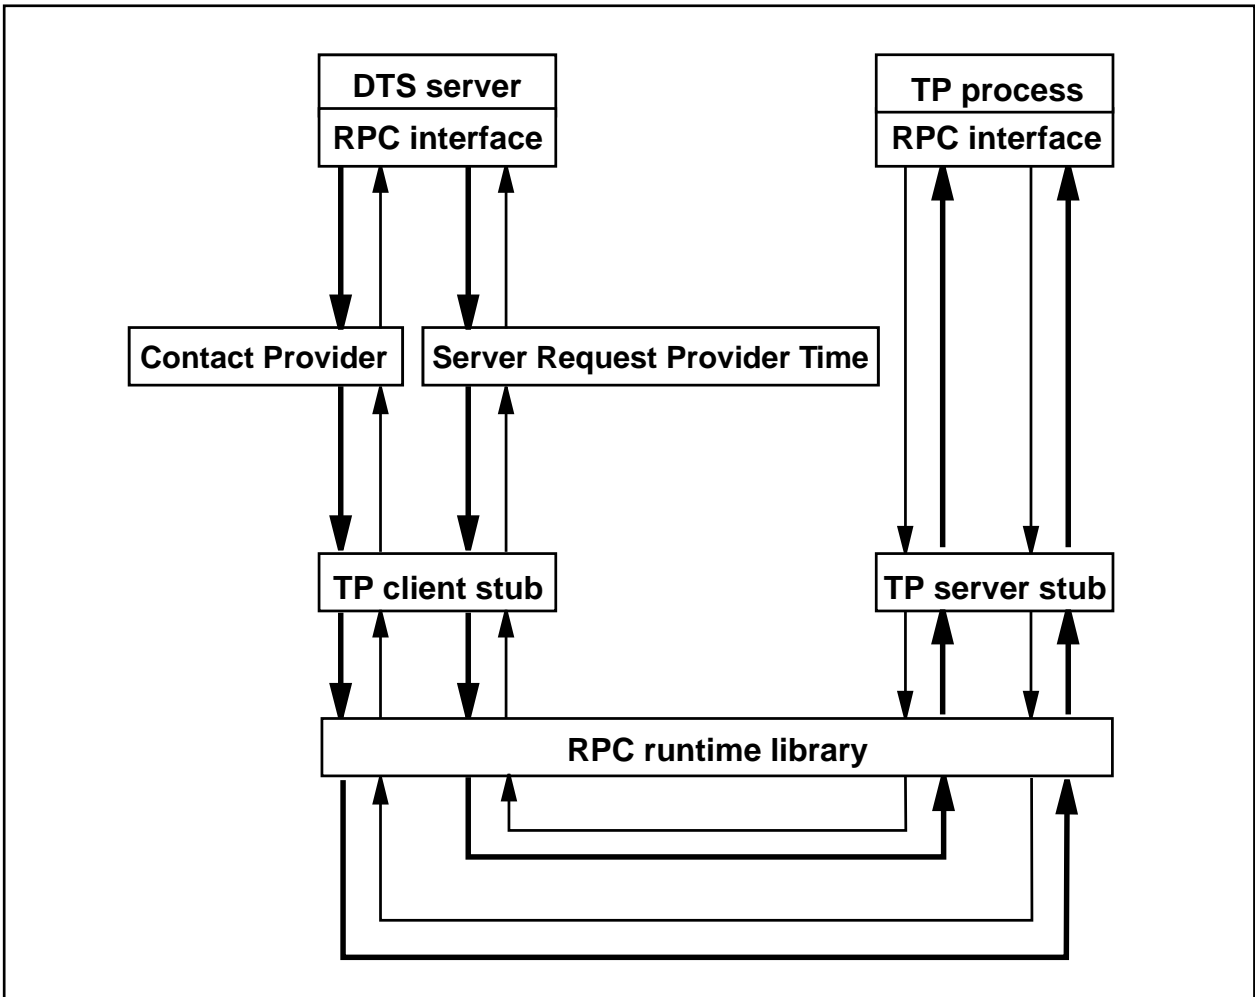 DTS server
RPC interface
TP process
RPC interface
Contact Provider
Server Request Provider Time
TP client stub
TP server stub
RPC runtime library